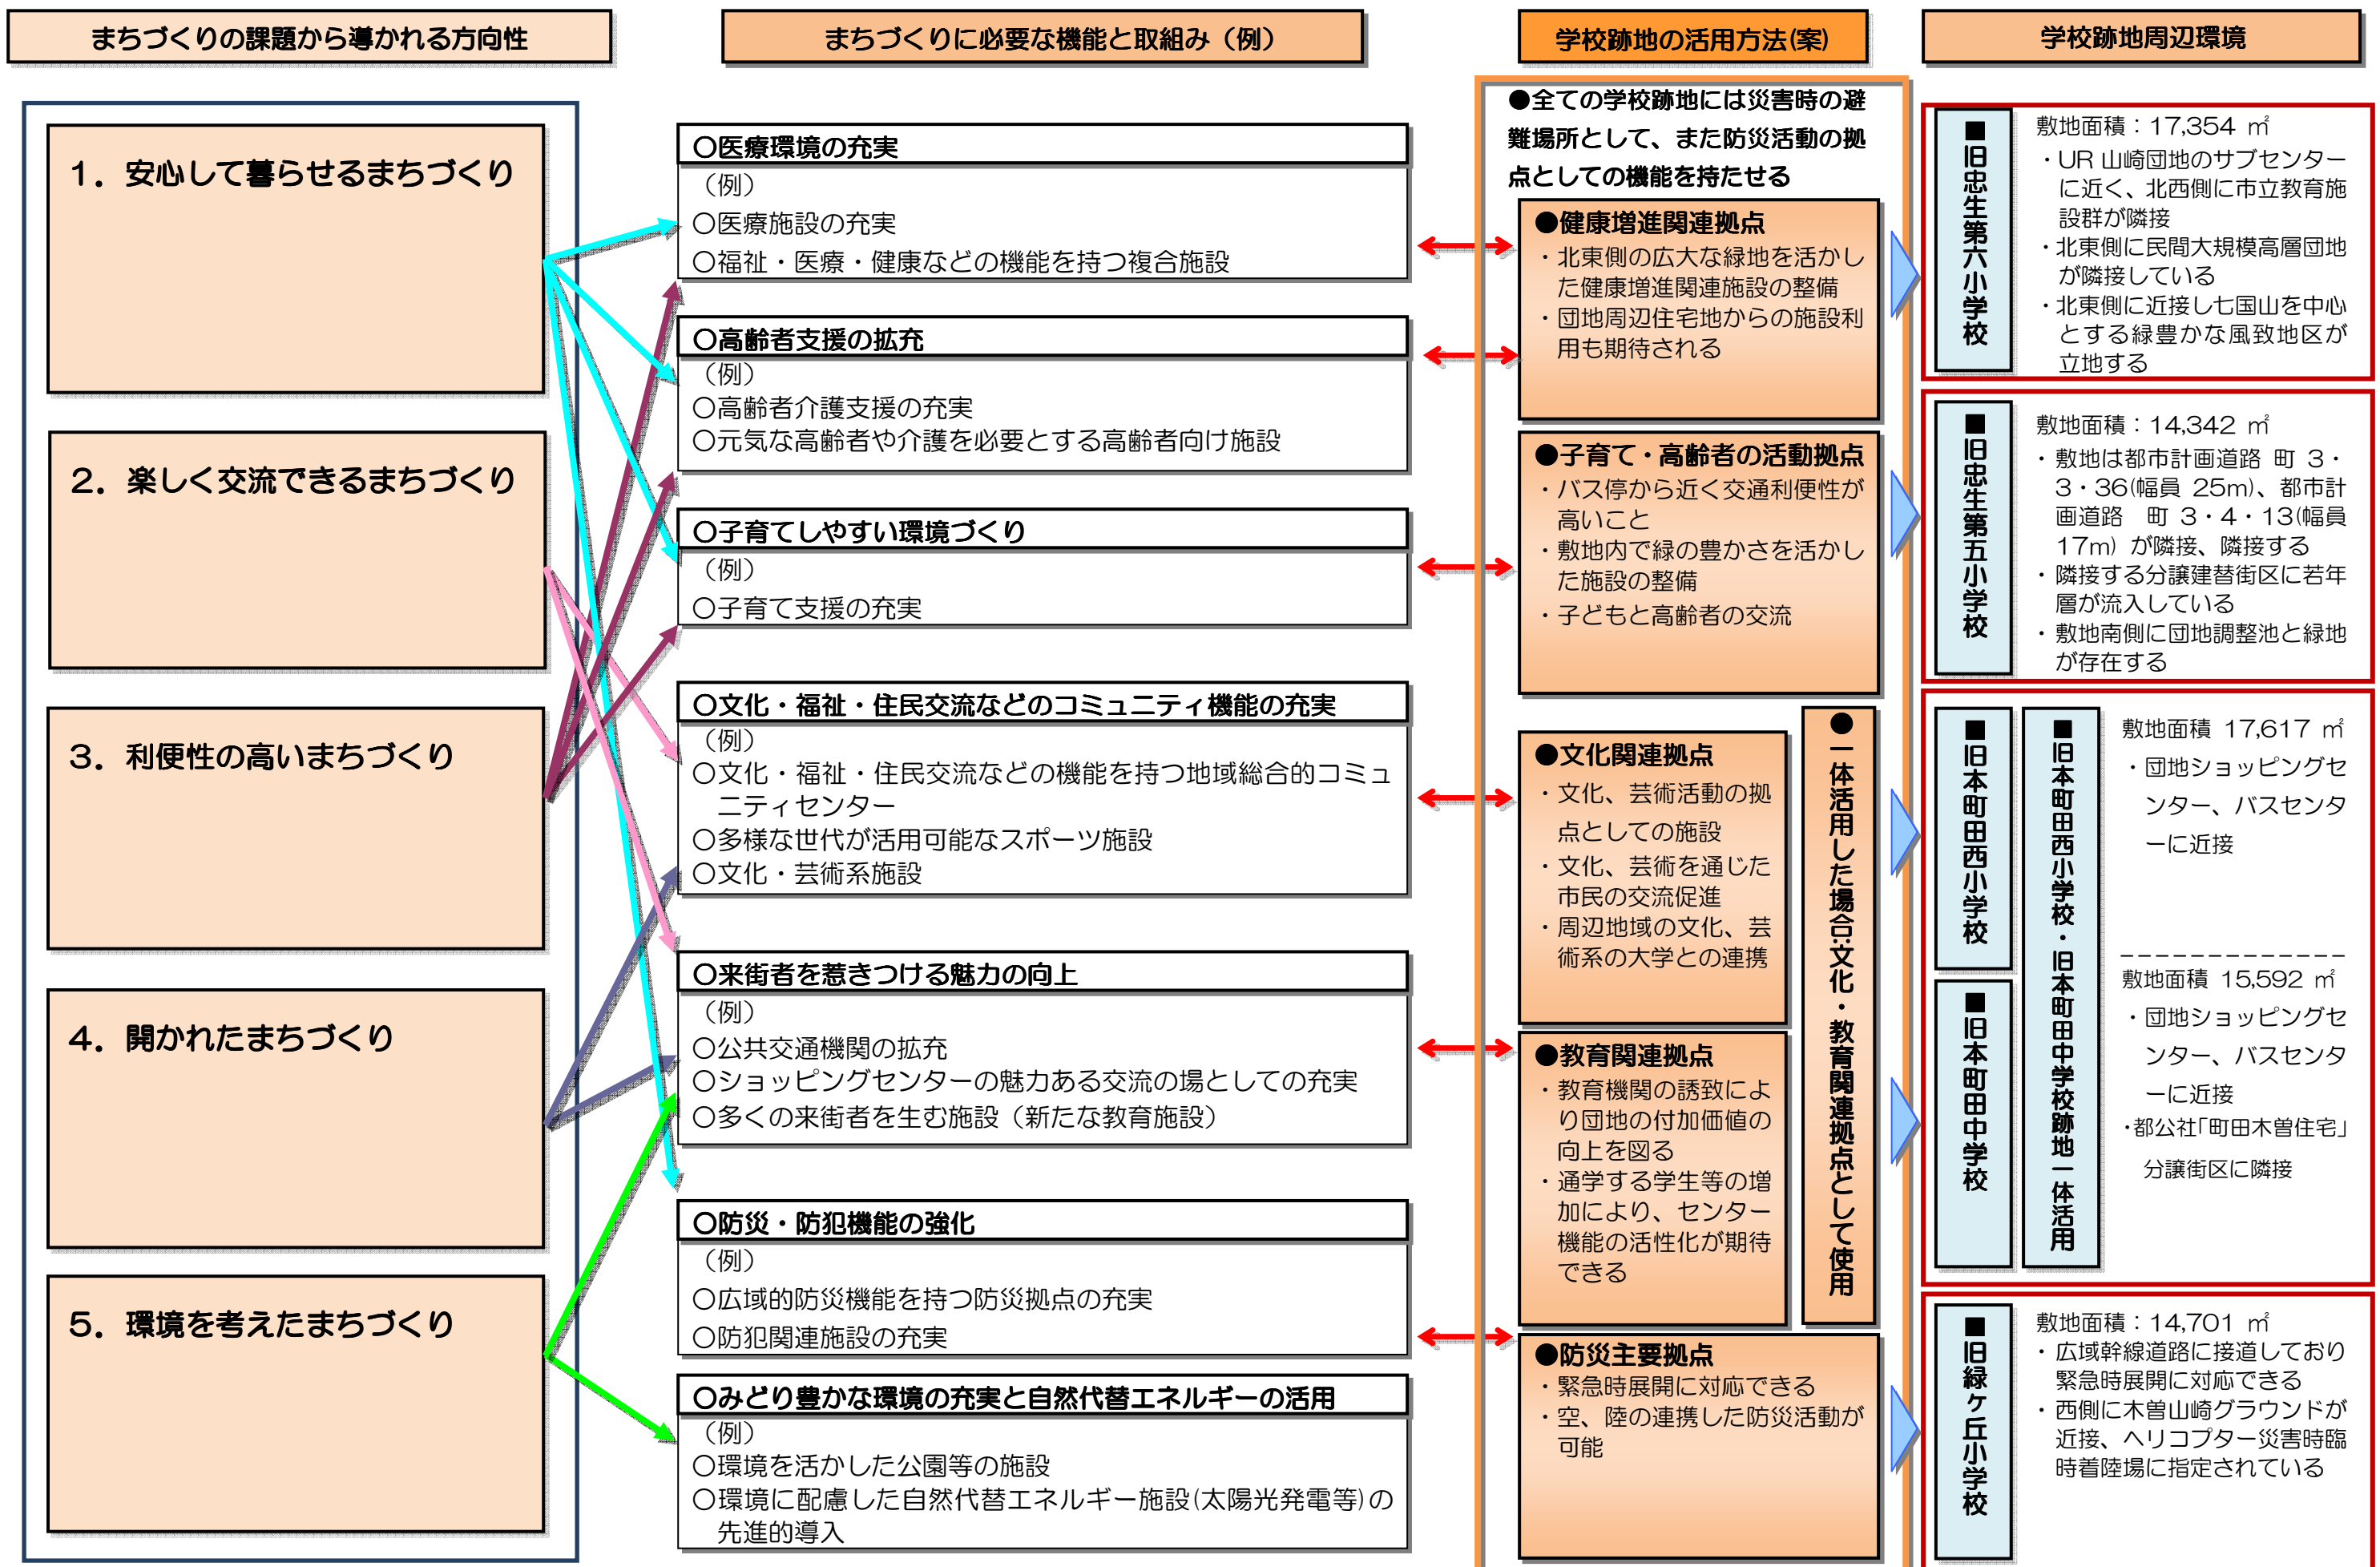 まちづくりの課題から導かれる方向性
1．安心して暮らせるまちづくり
2．楽しく交流できるまちづくり
3．利便性の高いまちづくり
4．開かれたまちづくり
5．環境を考えたまちづくり
まちづくりに必要な機能と取組み（例）
○医療環境の充実
（例）
○医療施設の充実
○福祉・医療・健康などの機能を持つ複合施設
○高齢者支援の拡充
（例）
○高齢者介護支援の充実
○元気な高齢者や介護を必要とする高齢者向け施設
○子育てしやすい環境づくり
（例）
○子育て支援の充実
○文化・福祉・住民交流などのコミュニティ機能の充実
（例）
○文化・福祉・住民交流などの機能を持つ地域総合的コミュ
ニティセンター
○多様な世代が活用可能なスポーツ施設
○文化・芸術系施設
○来街者を惹きつける魅力の向上
（例）
○公共交通機関の拡充
○ショッピングセンターの魅力ある交流の場としての充実
○多くの来街者を生む施設（新たな教育施設）
○防災・防犯機能の強化
（例）
○広域的防災機能を持つ防災拠点の充実
○防犯関連施設の充実
○みどり豊かな環境の充実と自然代替エネルギーの活用
（例）
○環境を活かした公園等の施設
○環境に配慮した自然代替エネルギー施設(太陽光発電等)の
先進的導入
学校跡地の活用方法(案)
●全ての学校跡地には災害時の避
難場所として、また防災活動の拠
点としての機能を持たせる
●健康増進関連拠点
・北東側の広大な緑地を活かし
た健康増進関連施設の整備
・団地周辺住宅地からの施設利
用も期待される
●子育て・高齢者の活動拠点
・バス停から近く交通利便性が
高いこと
・敷地内で緑の豊かさを活かし
た施設の整備
・子どもと高齢者の交流
●文化関連拠点
・文化、芸術活動の拠
点としての施設
・文化、芸術を通じた
市民の交流促進
・周辺地域の文化、芸
術系の大学との連携
●教育関連拠点
・教育機関の誘致によ
り団地の付加価値の
向上を図る
・通学する学生等の増
加により、センター
機能の活性化が期待
できる
●一体活用した場合:文化・教育関連拠点として使用
●防災主要拠点
・緊急時展開に対応できる
・空、陸の連携した防災活動が
可能
学校跡地周辺環境
■旧忠生第六小学校
敷地面積：17,354 ㎡
・UR 山崎団地のサブセンター
に近く、北西側に市立教育施
設群が隣接
・北東側に民間大規模高層団地
が隣接している
・北東側に近接し七国山を中心
とする緑豊かな風致地区が
立地する
■旧忠生第五小学校
敷地面積：14,342 ㎡
・敷地は都市計画道路 町 3・
3・36(幅員 25m)、都市計
画道路　町 3・4・13(幅員
17m) が隣接、隣接する
・隣接する分譲建替街区に若年
層が流入している
・敷地南側に団地調整池と緑地
が存在する
■旧本町田西小学校
■旧本町田中学校
■旧本町田西小学校・旧本町田中学校跡地一体活用
敷地面積 17,617 ㎡
・団地ショッピングセ
ンター、バスセンタ
ーに近接
敷地面積 15,592 ㎡
・団地ショッピングセ
ンター、バスセンタ
ーに近接
・都公社「町田木曽住宅」
分譲街区に隣接
■旧緑ヶ丘小学校
敷地面積：14,701 ㎡
・広域幹線道路に接道しており
緊急時展開に対応できる
・西側に木曽山崎グラウンドが
近接、ヘリコプター災害時臨
時着陸場に指定されている